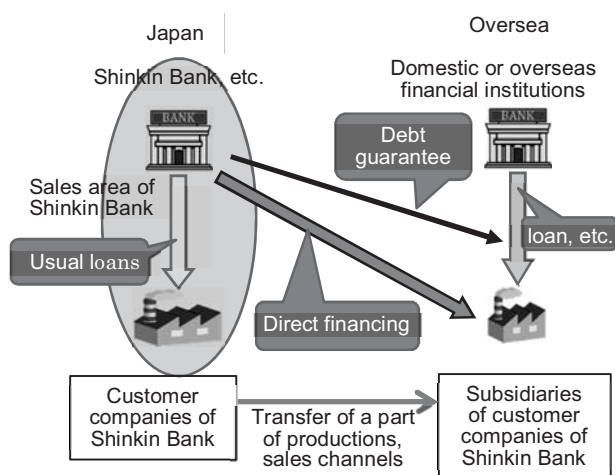 Japan
Oversea
Shinkin Bank, etc.
Domestic or overseas
financial institutions
BANK
BANK
Debt
guarantee
Sales area of
Shinkin Bank
Usual loans
loan, etc.
Direct financing
Customer
companies of
Shinkin Bank
Transfer of a part
of productions,
sales channels
Subsidiaries
of customer
companies of
Shinkin Bank